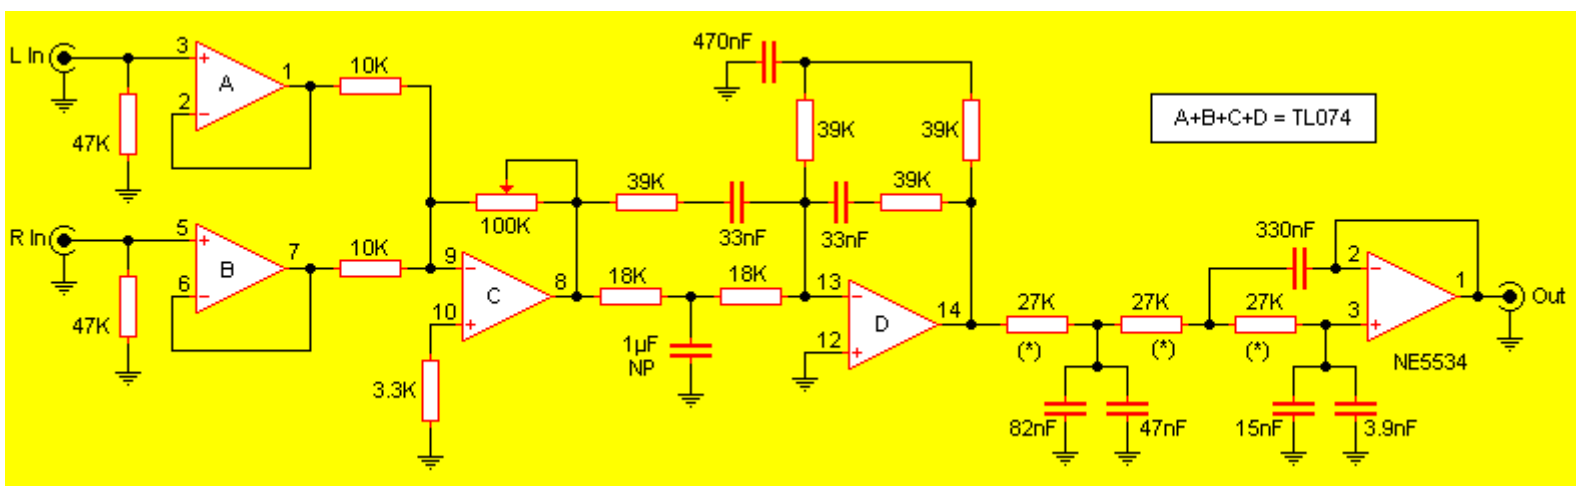 L In
3
A
1
2
47K
10K
R In
5
B
7
6
47K
10K
100K
9
C
8
10
3.3K
39K
33nF
18K
1µF
NP
18K
470nF
39K
39K
33nF
39K
13
D
14
12
A+B+C+D = TL074
27K
(*)
27K
(*)
27K
(*)
82nF
47nF
330nF
15nF
3.9nF
2
1
3
NE5534
Out
+
−
+
−
−
+
−
+
−
+